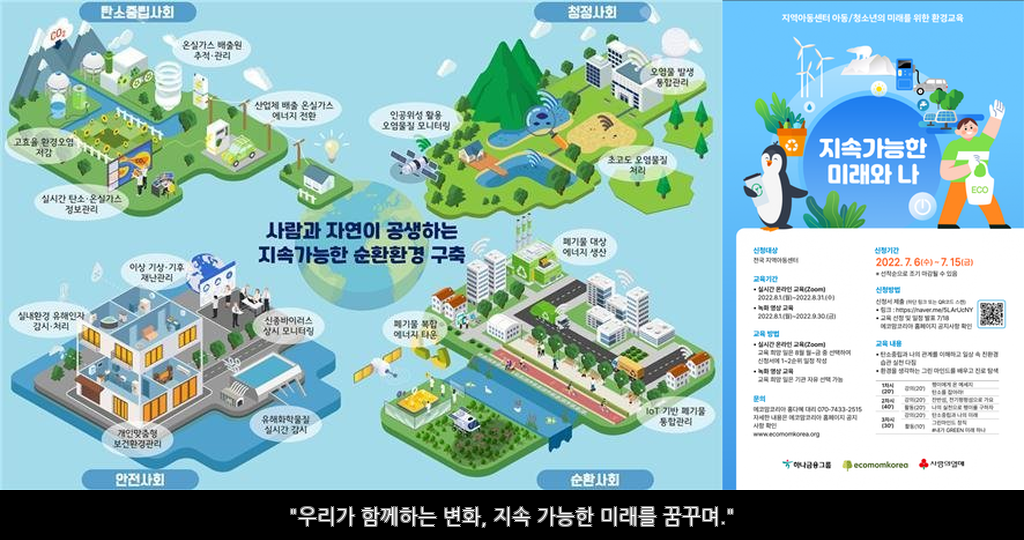 탄소중립사회
CO₂
온실가스 배출원
추적·관리
산업체 배출 온실가스
에너지 전환
고효율 환경오염
저감
실시간 탄소·온실가스
정보관리
청정사회
오염물 발생
통합관리
인공위성 활용
오염물질 모니터링
초고도 오염물질
처리
사람과 자연이 공생하는
지속가능한 순환환경 구축
이상 기상·기후
재난관리
실내환경 유해인자
감시·처리
신종바이러스
상시 모니터링
유해화학물질
실시간 감시
개인맞춤형
보건환경관리
안전사회
폐기물 대상
에너지 생산
폐기물 복합
에너지 타운
IoT 기반 폐기물
통합관리
순환사회
지역아동센터 아동/청소년의 미래를 위한 환경교육
지속가능한
미래와 나
ECO
신청대상
전국 지역아동센터
교육기간
• 실시간 온라인 교육(Zoom)
2022.8.1.(월)~2022.8.31.(수)
• 녹화 영상 교육
2022.8.1.(월)~2022.9.30.(금)
교육 방법
• 실시간 온라인 교육(Zoom)
교육 희망 일은 8월 월~금 중 선택하여
신청서에 1~2순위 일정 작성
• 녹화 영상 교육
교육 희망 일은 기관 자유 선택 가능
문의
에코맘코리아 홍다혜 대리 070-7433-2515
자세한 내용은 에코맘코리아 홈페이지 공지
사항 확인
www.ecomomkorea.org
신청기간
2022. 7. 6(수) ~ 7. 15(금)
* 선착순으로 조기 마감될 수 있음
신청방법
신청서 제출 (하단 링크 또는 QR코드 스캔)
• 링크 : https://naver.me/5LArUcNY
• 교육 선정 및 일정 발표 7/18
에코맘코리아 홈페이지 공지사항 확인
교육 내용
• 탄소중립과 나의 관계를 이해하고 일상 속 친환경
습관 실천 다짐
• 환경을 생각하는 그린 마인드를 배우고 진로 탐색
1차시
(20')
강의(20')
펭이에게 온 메세지
탄소를 잡아라!
2차시
(40')
강의(20')
활동(20')
나의 실천으로 펭이를 구하라
3차시
(30')
강의(20')
탄소중립과 나의 미래
활동(10')
그린마인드 장착
#내가 GREEN 미래 하나
하나금융그룹
ecomomkorea
사랑의열매
"우리가 함께하는 변화, 지속 가능한 미래를 꿈꾸며."